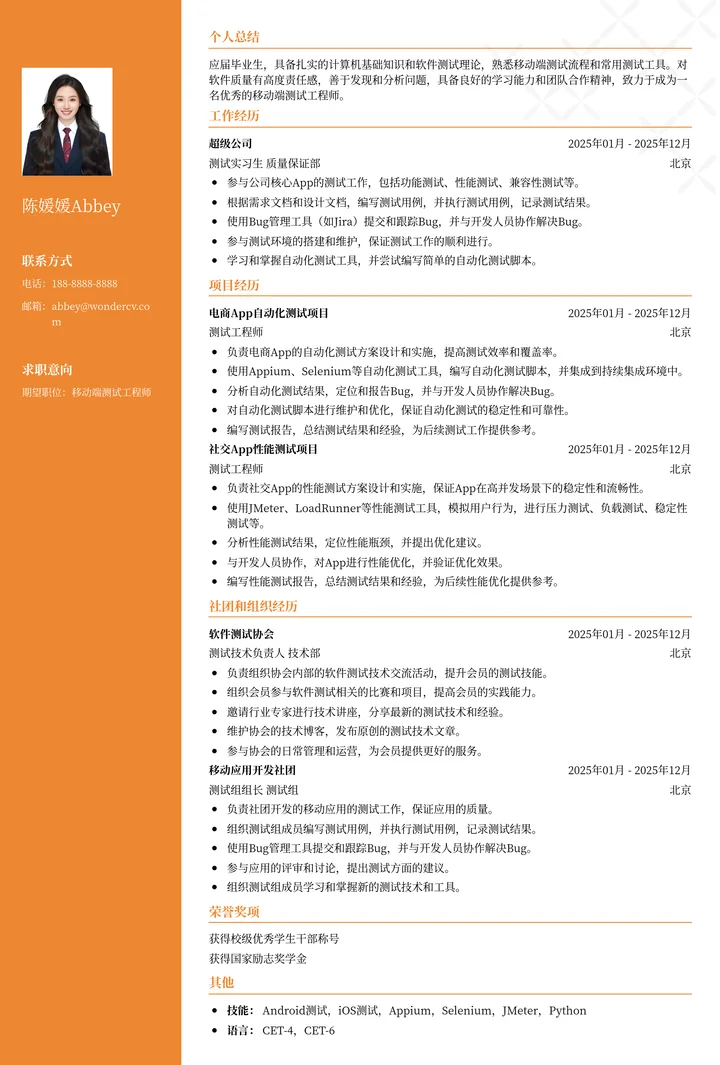 陈媛媛Abbey
联系方式
电话：188-8888-8888
邮箱：abbey@wondercv.co
m
求职意向
期望职位：移动端测试工程师
个人总结
应届毕业生，具备扎实的计算机基础知识和软件测试理论，熟悉移动端测试流程和常用测试工具。对
软件质量有高度责任感，善于发现和分析问题，具备良好的学习能力和团队合作精神，致力于成为一
名优秀的移动端测试工程师。
工作经历
超级公司 2025年01月 - 2025年12月
测试实习生 质量保证部 北京
• 参与公司核心App的测试工作，包括功能测试、性能测试、兼容性测试等。
• 根据需求文档和设计文档，编写测试用例，并执行测试用例，记录测试结果。
• 使用Bug管理工具（如Jira）提交和跟踪Bug，并与开发人员协作解决Bug。
• 参与测试环境的搭建和维护，保证测试工作的顺利进行。
• 学习和掌握自动化测试工具，并尝试编写简单的自动化测试脚本。
项目经历
电商App自动化测试项目 2025年01月 - 2025年12月
测试工程师 北京
• 负责电商App的自动化测试方案设计和实施，提高测试效率和覆盖率。
• 使用Appium、Selenium等自动化测试工具，编写自动化测试脚本，并集成到持续集成环境中。
• 分析自动化测试结果，定位和报告Bug，并与开发人员协作解决Bug。
• 对自动化测试脚本进行维护和优化，保证自动化测试的稳定性和可靠性。
• 编写测试报告，总结测试结果和经验，为后续测试工作提供参考。
社交App性能测试项目 2025年01月 - 2025年12月
测试工程师 北京
• 负责社交App的性能测试方案设计和实施，保证App在高并发场景下的稳定性和流畅性。
• 使用JMeter、LoadRunner等性能测试工具，模拟用户行为，进行压力测试、负载测试、稳定性
测试等。
• 分析性能测试结果，定位性能瓶颈，并提出优化建议。
• 与开发人员协作，对App进行性能优化，并验证优化效果。
• 编写性能测试报告，总结测试结果和经验，为后续性能优化提供参考。
社团和组织经历
软件测试协会 2025年01月 - 2025年12月
测试技术负责人 技术部 北京
• 负责组织协会内部的软件测试技术交流活动，提升会员的测试技能。
• 组织会员参与软件测试相关的比赛和项目，提高会员的实践能力。
• 邀请行业专家进行技术讲座，分享最新的测试技术和经验。
• 维护协会的技术博客，发布原创的测试技术文章。
• 参与协会的日常管理和运营，为会员提供更好的服务。
移动应用开发社团 2025年01月 - 2025年12月
测试组组长 测试组 北京
• 负责社团开发的移动应用的测试工作，保证应用的质量。
• 组织测试组成员编写测试用例，并执行测试用例，记录测试结果。
• 使用Bug管理工具提交和跟踪Bug，并与开发人员协作解决Bug。
• 参与应用的评审和讨论，提出测试方面的建议。
• 组织测试组成员学习和掌握新的测试技术和工具。
荣誉奖项
获得校级优秀学生干部称号
获得国家励志奖学金
其他
• 技能： Android测试，iOS测试，Appium，Selenium，JMeter，Python
• 语言： CET-4，CET-6